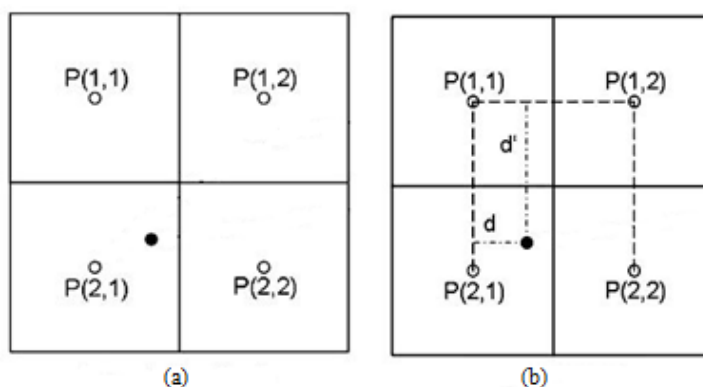 P(1,1) P(1,2)
P(2,1) P(2,2)
(a)
P(1,1) P(1,2)
d'
d
P(2,1) P(2,2)
(b)